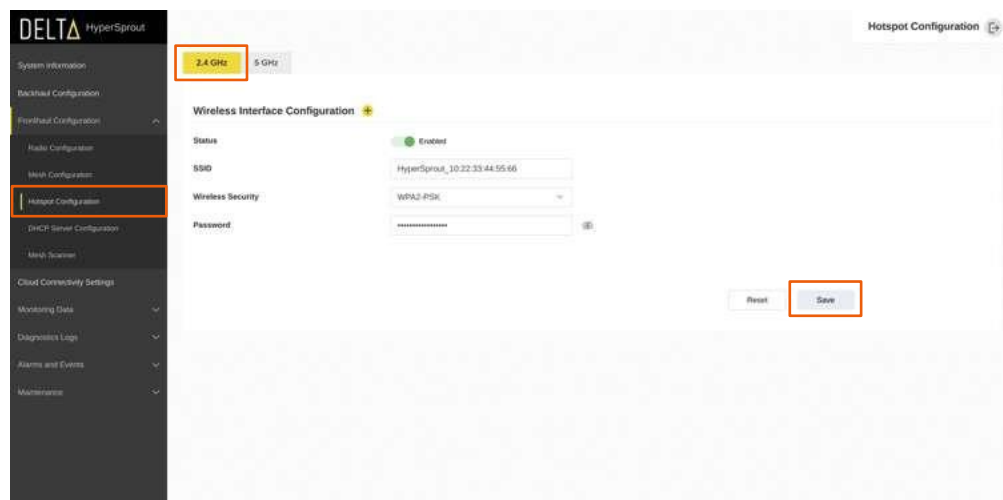 DELTA HyperSprout
Hotspot Configuration
System Information
Backhaul Configuration
Fronthaul Configuration
Radio Configuration
Mesh Configuration
Hotspot Configuration
DHCP Server Configuration
Mesh Scanner
Cloud Connectivity Settings
Monitoring Data
Diagnostics Logs
Alarms and Events
Maintenance
2.4 GHz
5 GHz
Wireless Interface Configuration
Status
Enabled
SSID
HyperSprout_10:22:33:44:55:66
Wireless Security
WPA2-PSK
Password
Reset
Save